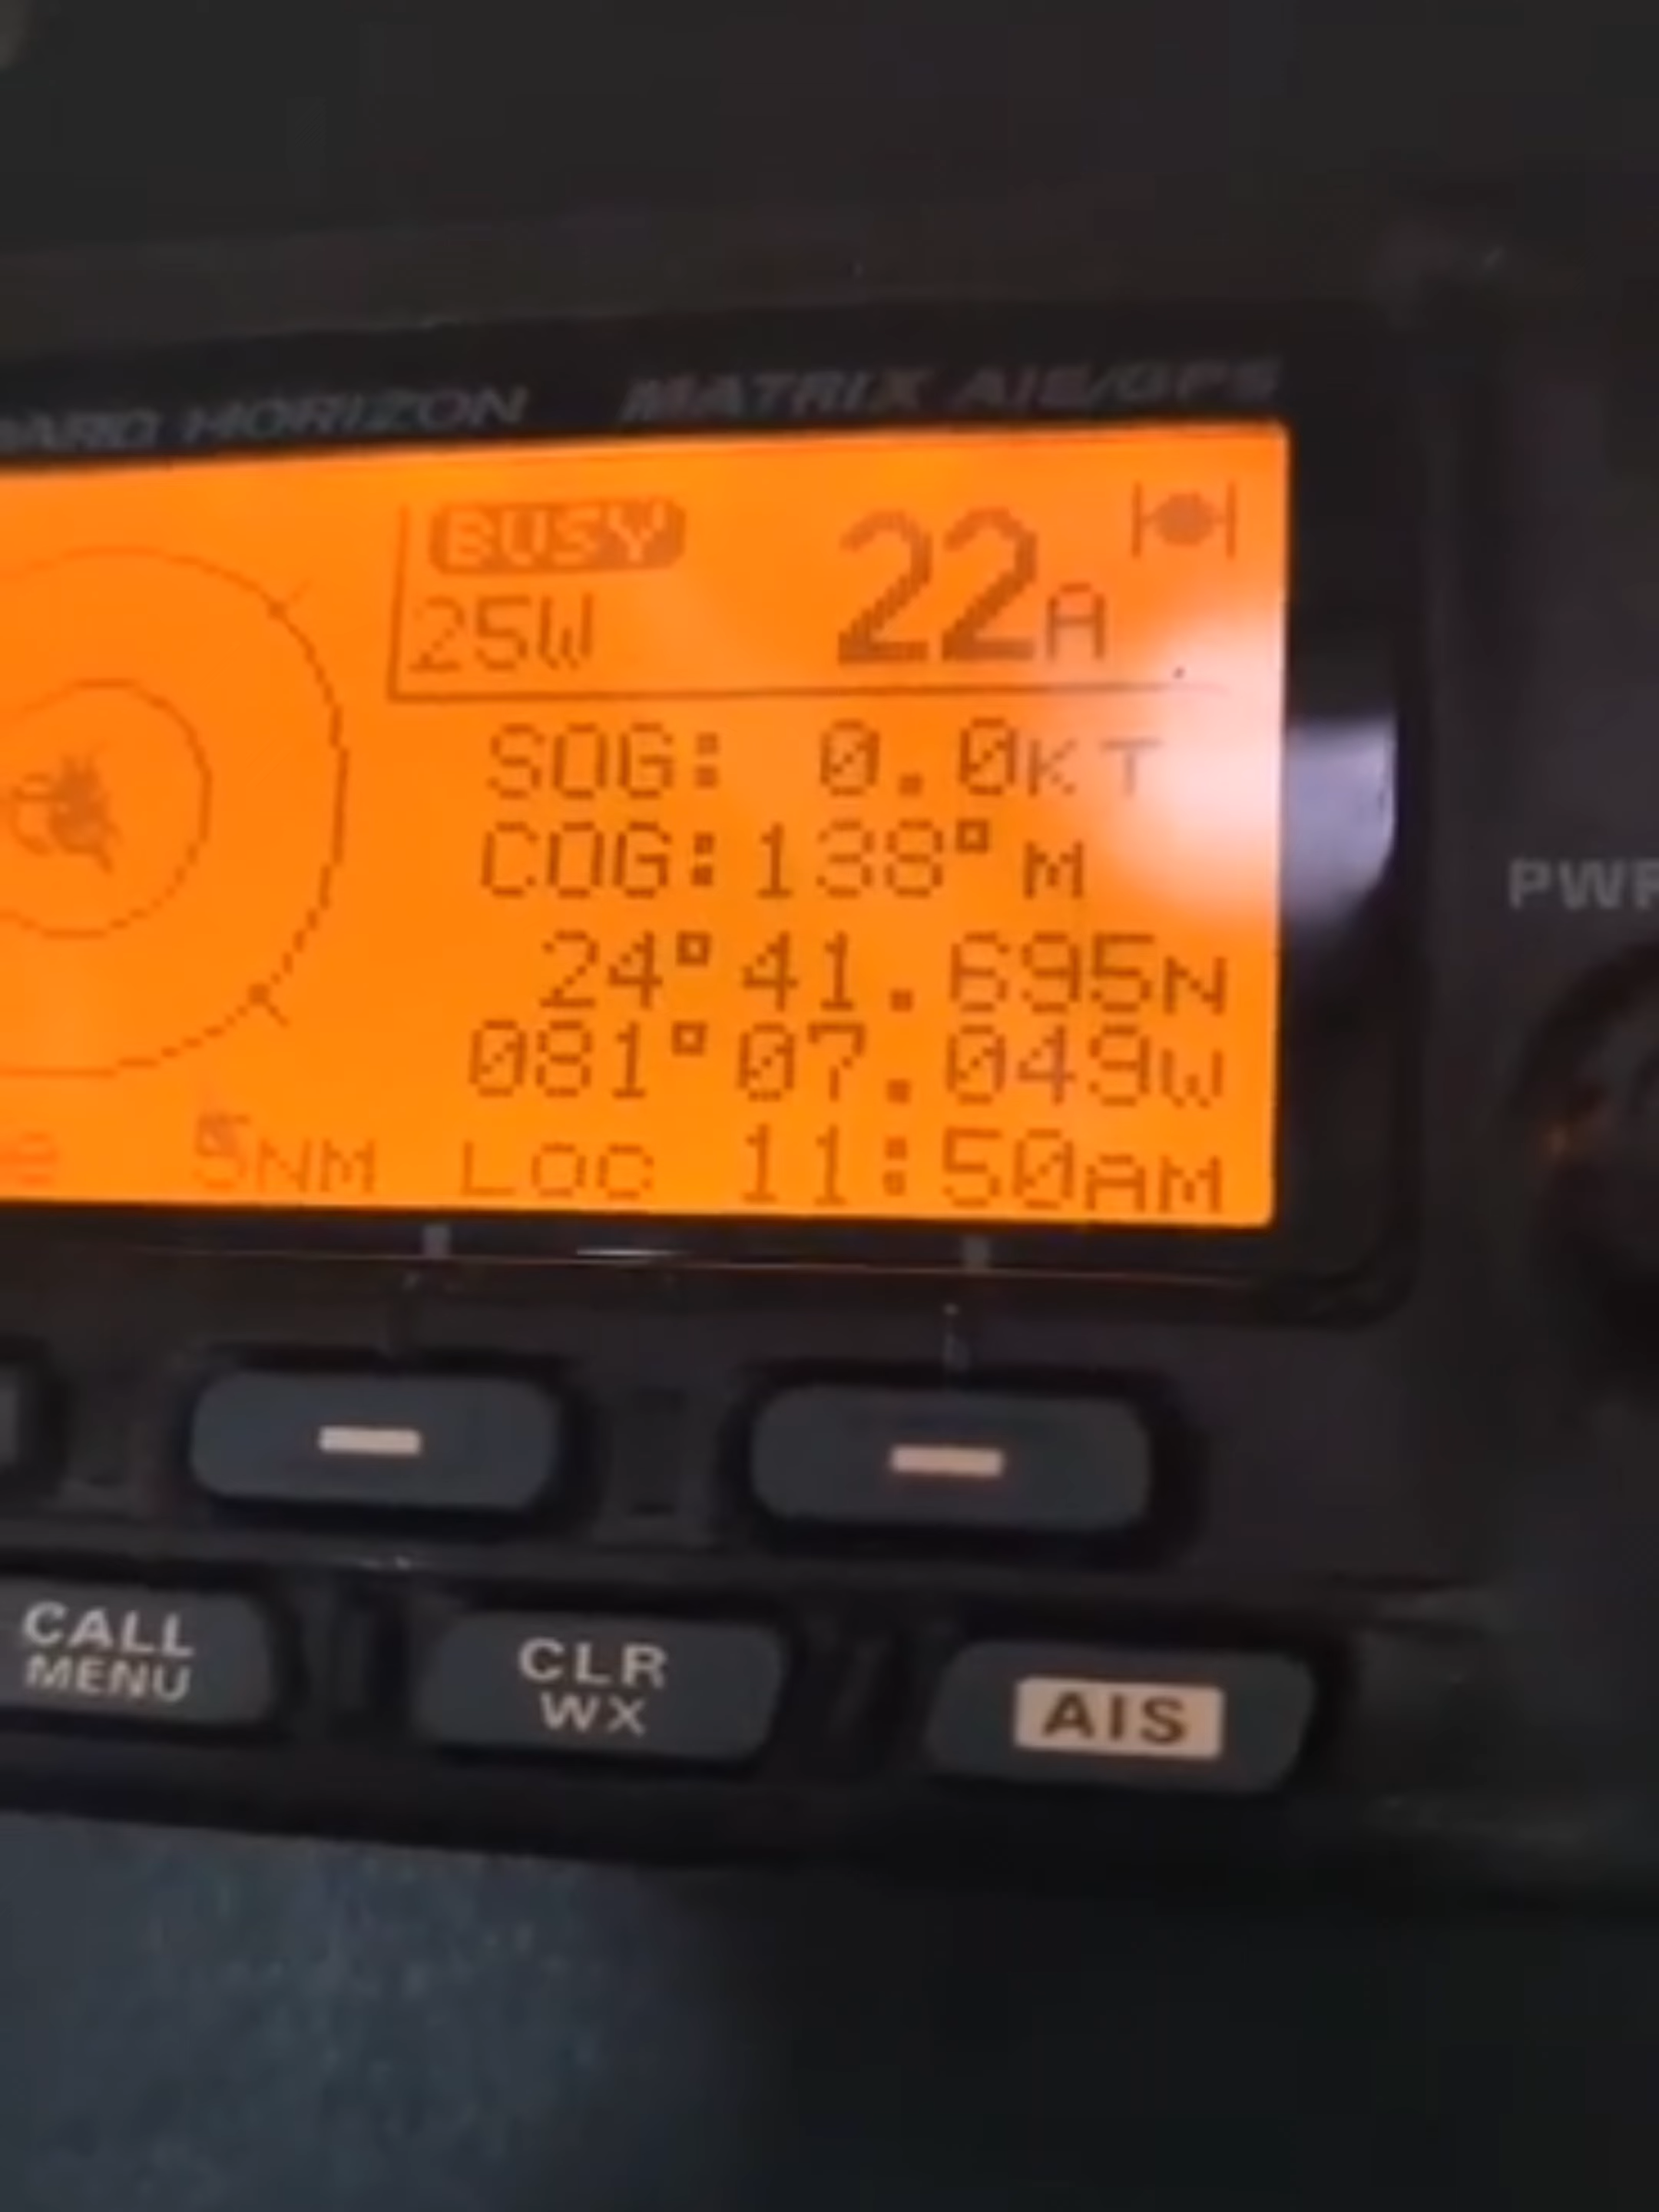 HORIZON MATRIX AIS/GPS
BUSY 22A
25W
SOG: 0.0KT
COG:138° M
24°41.695N
081°07.049W
5NM LOC 11:50AM
PWR
CALL
MENU
CLR
WX
AIS